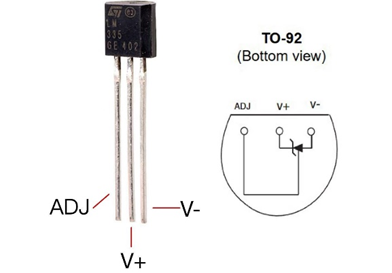 TO-92
(Bottom view)
LM
335
GE 402
ADJ V+ V-
ADJ
V-
V+